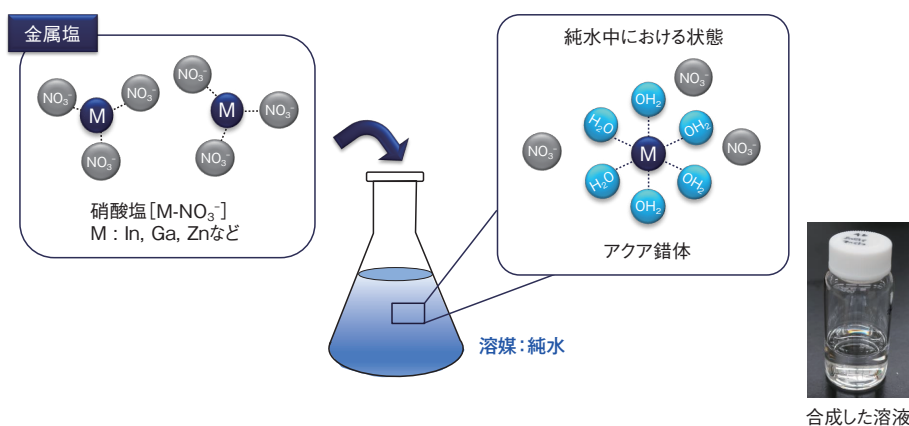 金属塩
NO₃⁻
NO₃⁻
M
NO₃⁻
NO₃⁻
M
NO₃⁻
NO₃⁻
硝酸塩[M-NO₃⁻]
M : In, Ga, Znなど
純水中における状態
NO₃⁻
OH₂
H₂O
OH₂
NO₃⁻
M
NO₃⁻
H₂O
OH₂
OH₂
アクア錯体
溶媒：純水
合成した溶液